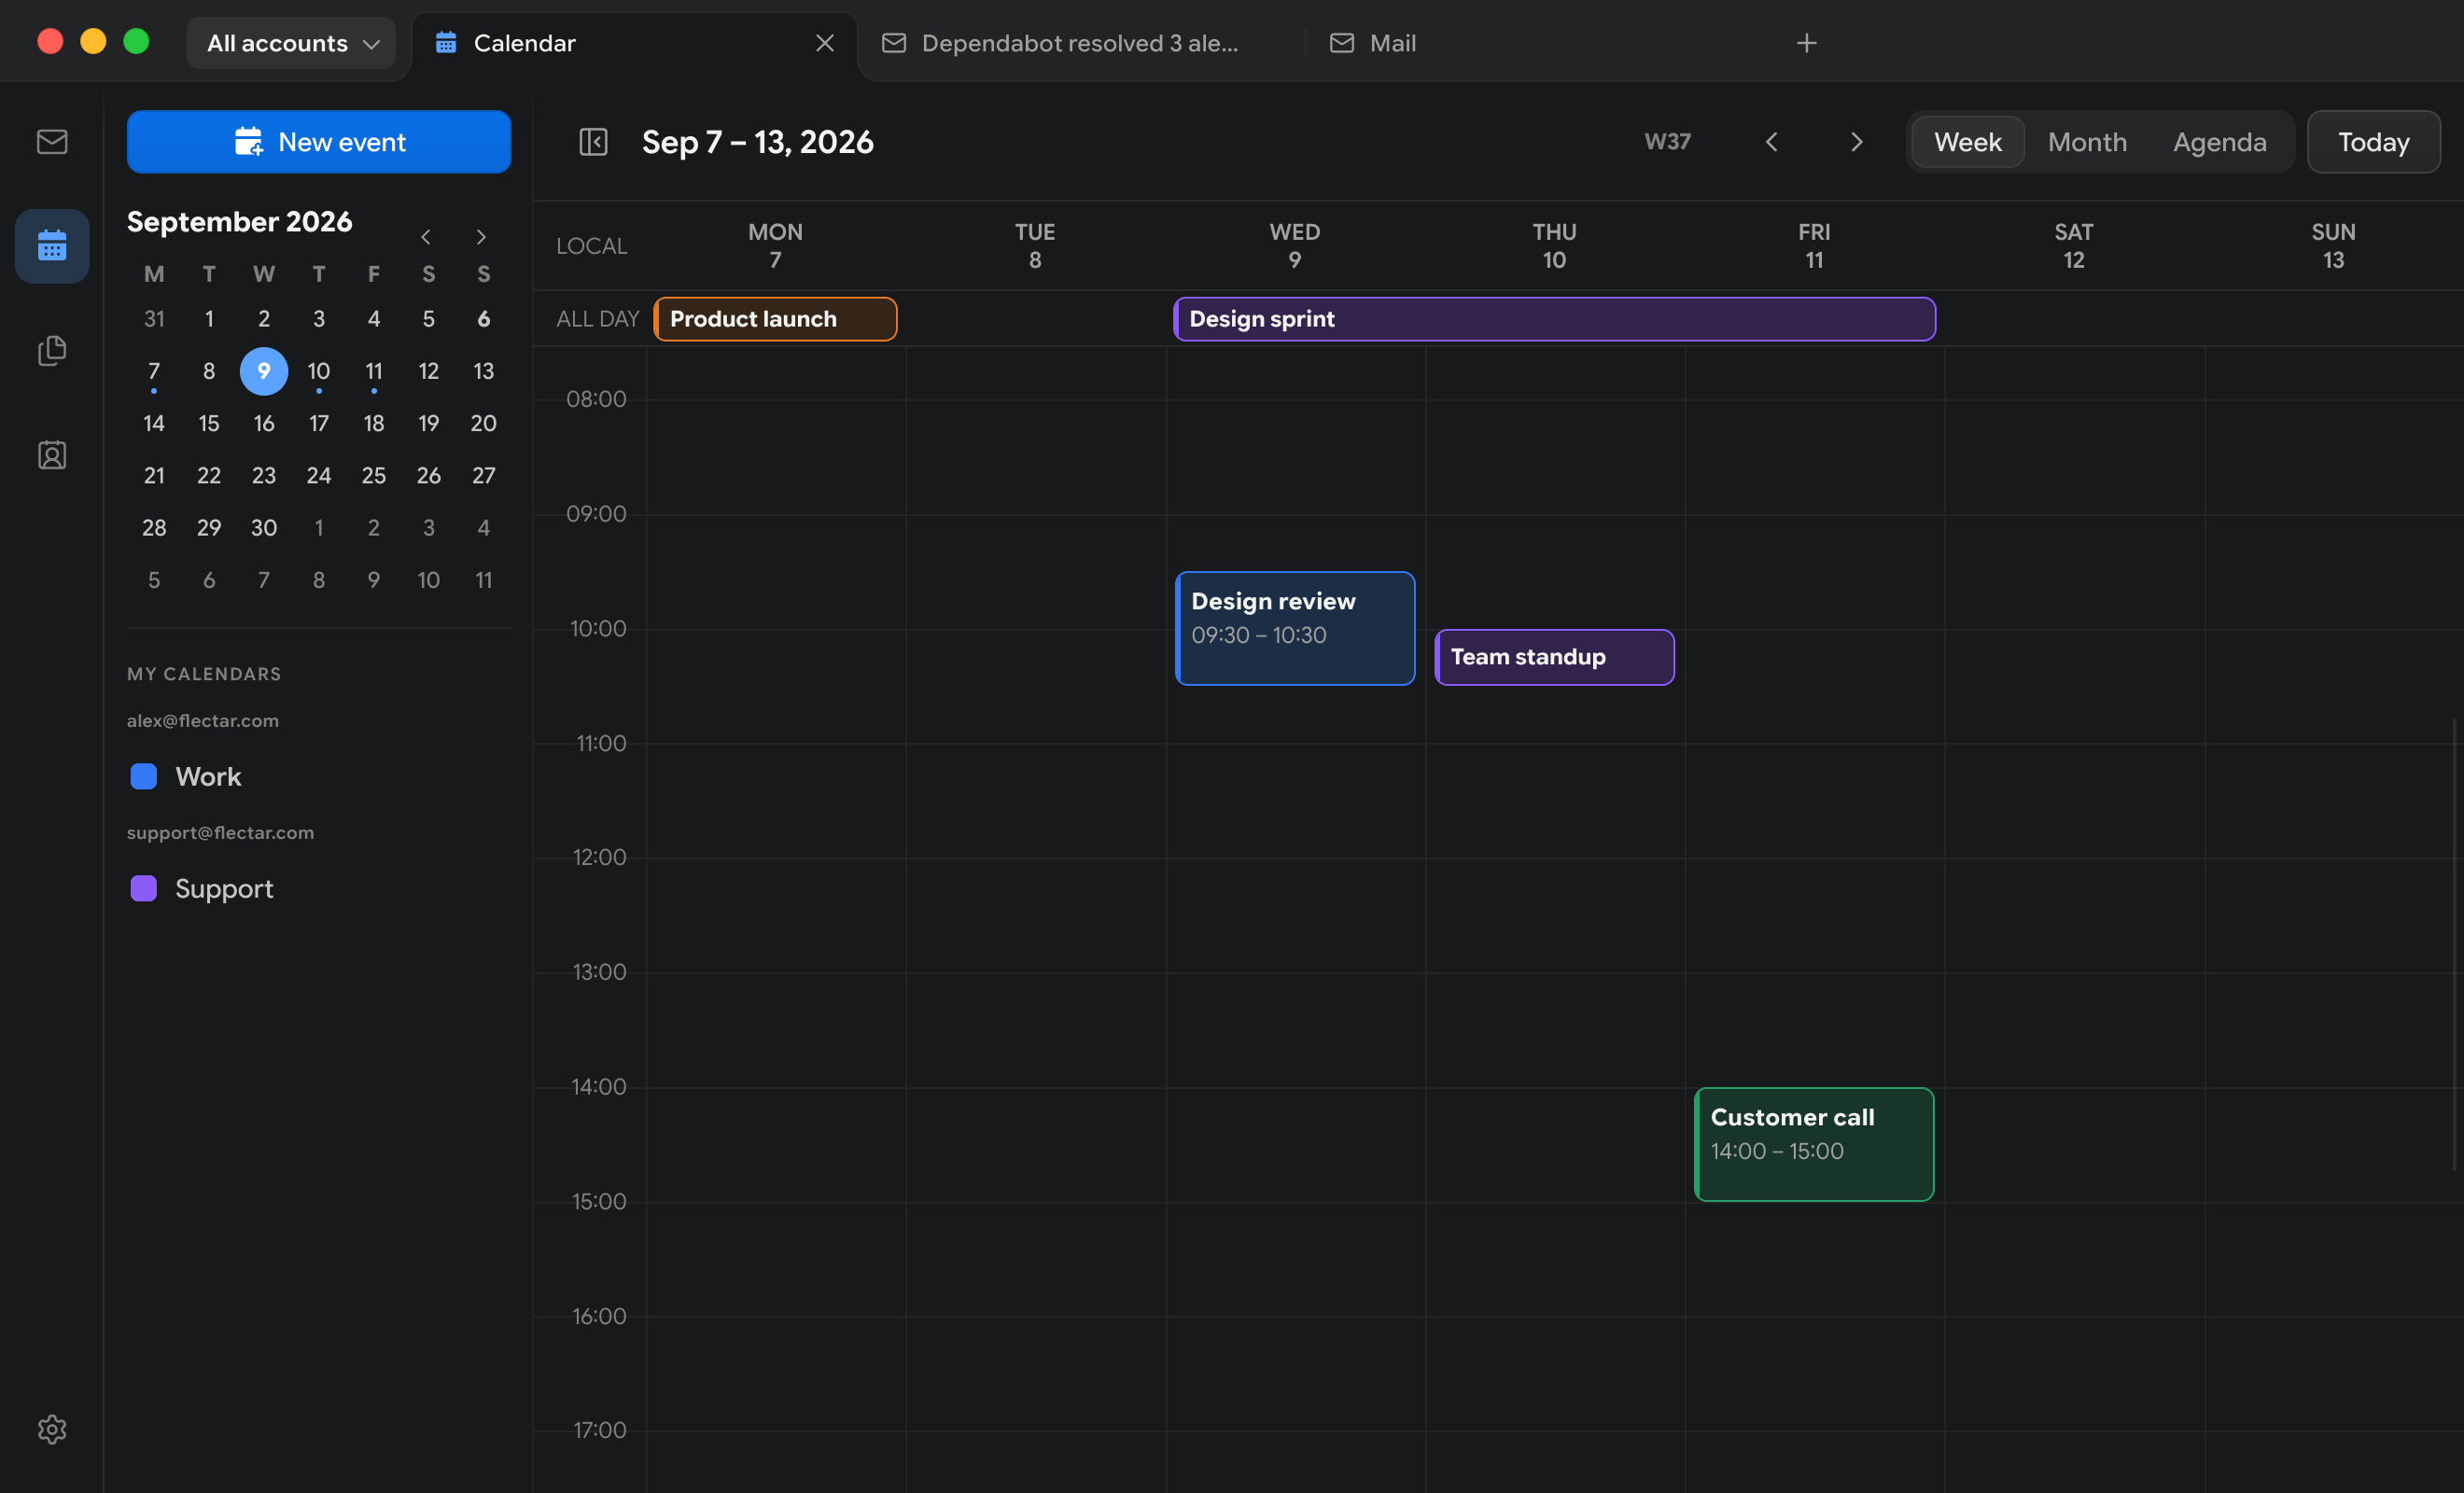 All accounts
Calendar
Dependabot resolved 3 ale...
Mail
New event
September 2026
M T W T F S S
31 1 2 3 4 5 6
7 8 9 10 11 12 13
14 15 16 17 18 19 20
21 22 23 24 25 26 27
28 29 30 1 2 3 4
5 6 7 8 9 10 11
MY CALENDARS
alex@flectar.com
Work
support@flectar.com
Support
Sep 7 – 13, 2026
W37
Week Month Agenda
Today
LOCAL
MON TUE WED THU FRI SAT SUN
7 8 9 10 11 12 13
ALL DAY
Product launch
Design sprint
08:00
09:00
Design review
09:30 – 10:30
10:00
Team standup
11:00
12:00
13:00
14:00
Customer call
14:00 – 15:00
15:00
16:00
17:00